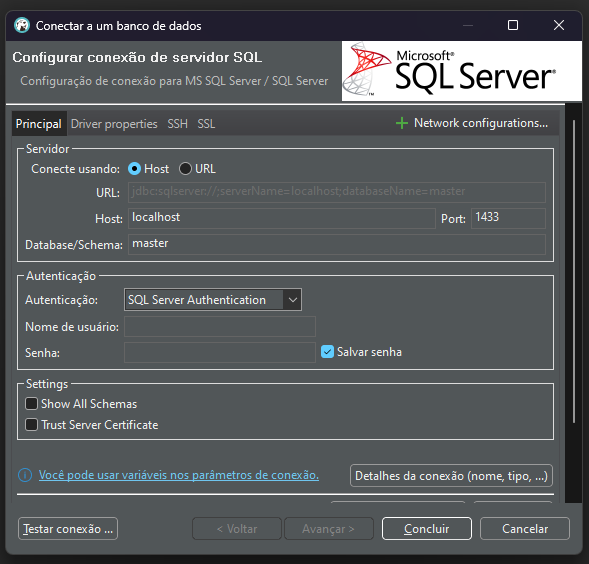 Conectar a um banco de dados
Configurar conexão de servidor SQL
Configuração de conexão para MS SQL Server / SQL Server
Microsoft®
SQL Server®
Principal Driver properties SSH SSL Network configurations...
Servidor
Conecte usando: Host URL
URL: jdbc:sqlserver://;serverName=localhost;databaseName=master
Host: localhost Port: 1433
Database/Schema: master
Autenticação
Autenticação: SQL Server Authentication
Nome de usuário:
Senha: Salvar senha
Settings
Show All Schemas
Trust Server Certificate
Você pode usar variáveis nos parâmetros de conexão. Detalhes da conexão (nome, tipo, ...)
Testar conexão ... < Voltar Avançar > Concluir Cancelar